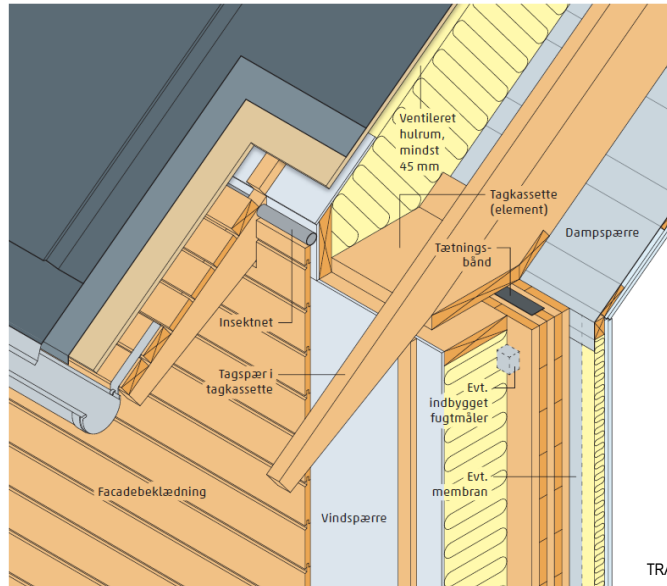 Ventileret
hulrum,
mindst
45 mm
Tagkassette
(element)
Dampspærre
Tætnings-
bånd
Insektnet
Tagspær i
tagkassette
Evt.
indbygget
fugtmåler
Evt.
membran
Facadebeklædning
Vindspærre